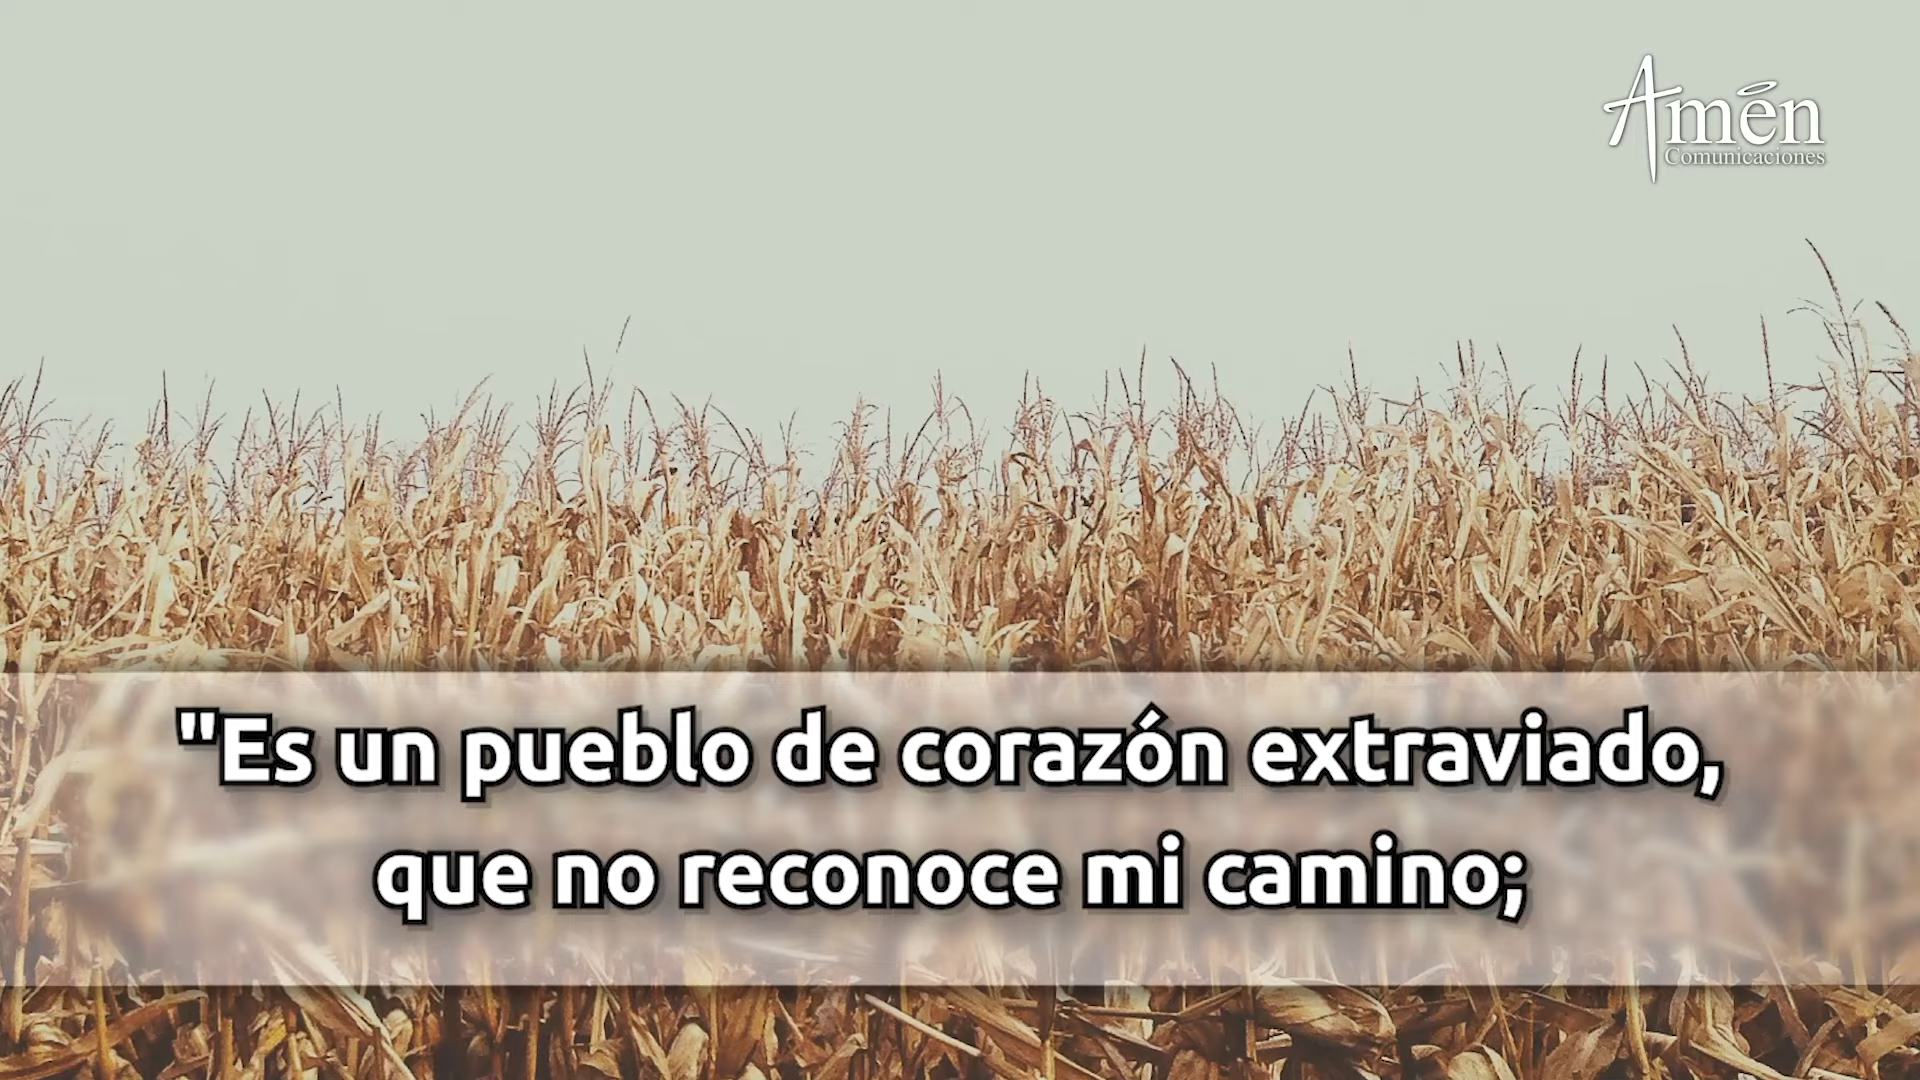 Amén
Comunicaciones
"Es un pueblo de corazón extraviado,
que no reconoce mi camino;